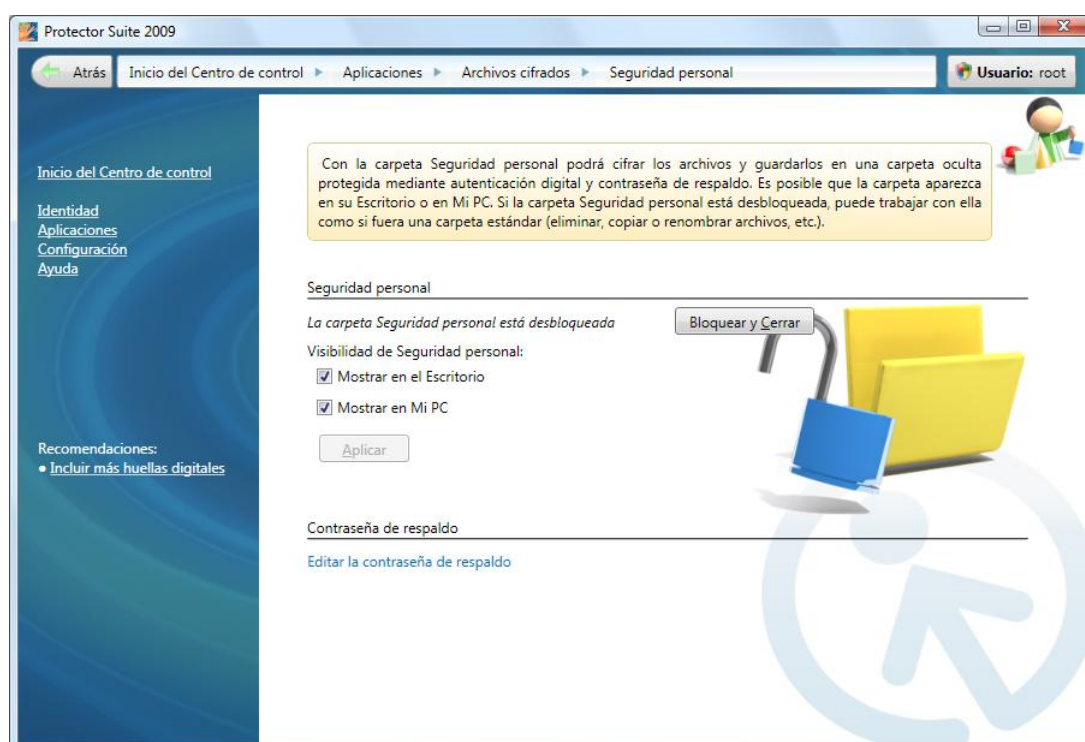 Protector Suite 2009
Atrás Inicio del Centro de control Aplicaciones Archivos cifrados Seguridad personal Usuario: root
Inicio del Centro de control
Identidad
Aplicaciones
Configuración
Ayuda
Recomendaciones:
• Incluir más huellas digitales
Con la carpeta Seguridad personal podrá cifrar los archivos y guardarlos en una carpeta oculta
protegida mediante autenticación digital y contraseña de respaldo. Es posible que la carpeta aparezca
en su Escritorio o en Mi PC. Si la carpeta Seguridad personal está desbloqueada, puede trabajar con ella
como si fuera una carpeta estándar (eliminar, copiar o renombrar archivos, etc.).
Seguridad personal
La carpeta Seguridad personal está desbloqueada Bloquear y Cerrar
Visibilidad de Seguridad personal:
Mostrar en el Escritorio
Mostrar en Mi PC
Aplicar
Contraseña de respaldo
Editar la contraseña de respaldo